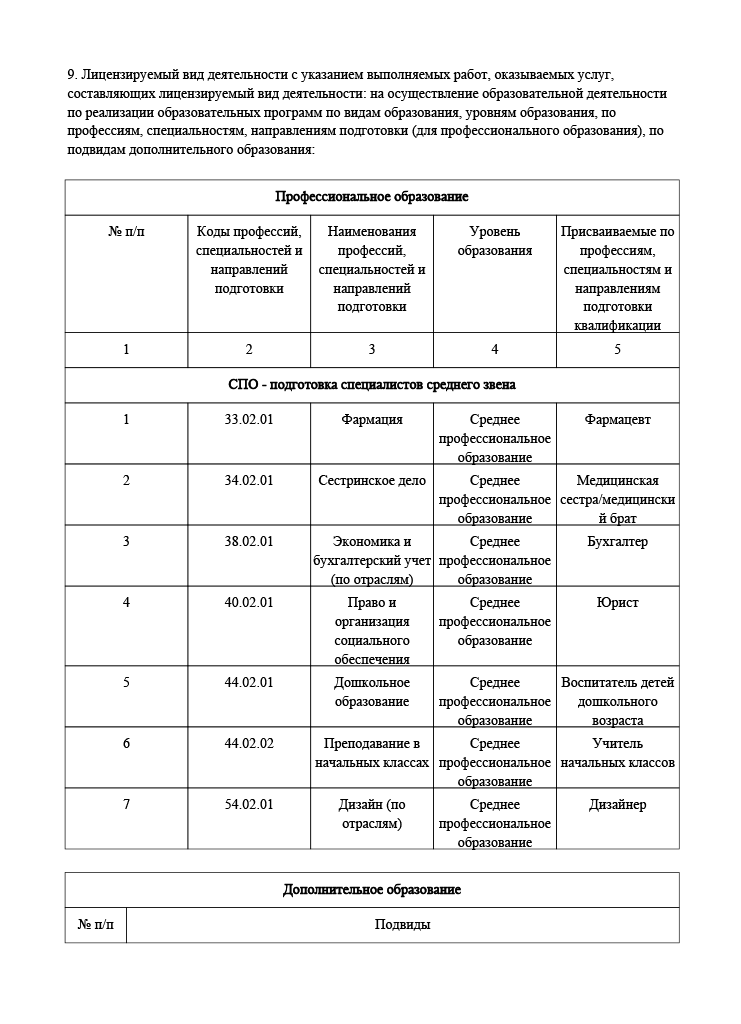 9. Лицензируемый вид деятельности с указанием выполняемых работ, оказываемых услуг,
составляющих лицензируемый вид деятельности: на осуществление образовательной деятельности
по реализации образовательных программ по видам образования, уровням образования, по
профессиям, специальностям, направлениям подготовки (для профессионального образования), по
подвидам дополнительного образования:
Профессиональное образование
№ п/п
Коды профессий,
специальностей и
направлений
подготовки
Наименования
профессий,
специальностей и
направлений
подготовки
Уровень
образования
Присваиваемые по
профессиям,
специальностям и
направлениям
подготовки
квалификации
1 2 3 4 5
СПО - подготовка специалистов среднего звена
1
33.02.01
Фармация
Среднее
профессиональное
образование
Фармацевт
2
34.02.01
Сестринское дело
Среднее
профессиональное
образование
Медицинская
сестра/медицински
й брат
3
38.02.01
Экономика и
бухгалтерский учет
(по отраслям)
Среднее
профессиональное
образование
Бухгалтер
4
40.02.01
Право и
организация
социального
обеспечения
Среднее
профессиональное
образование
Юрист
5
44.02.01
Дошкольное
образование
Среднее
профессиональное
образование
Воспитатель детей
дошкольного
возраста
6
44.02.02
Преподавание в
начальных классах
Среднее
профессиональное
образование
Учитель
начальных классов
7
54.02.01
Дизайн (по
отраслям)
Среднее
профессиональное
образование
Дизайнер
Дополнительное образование
№ п/п Подвиды